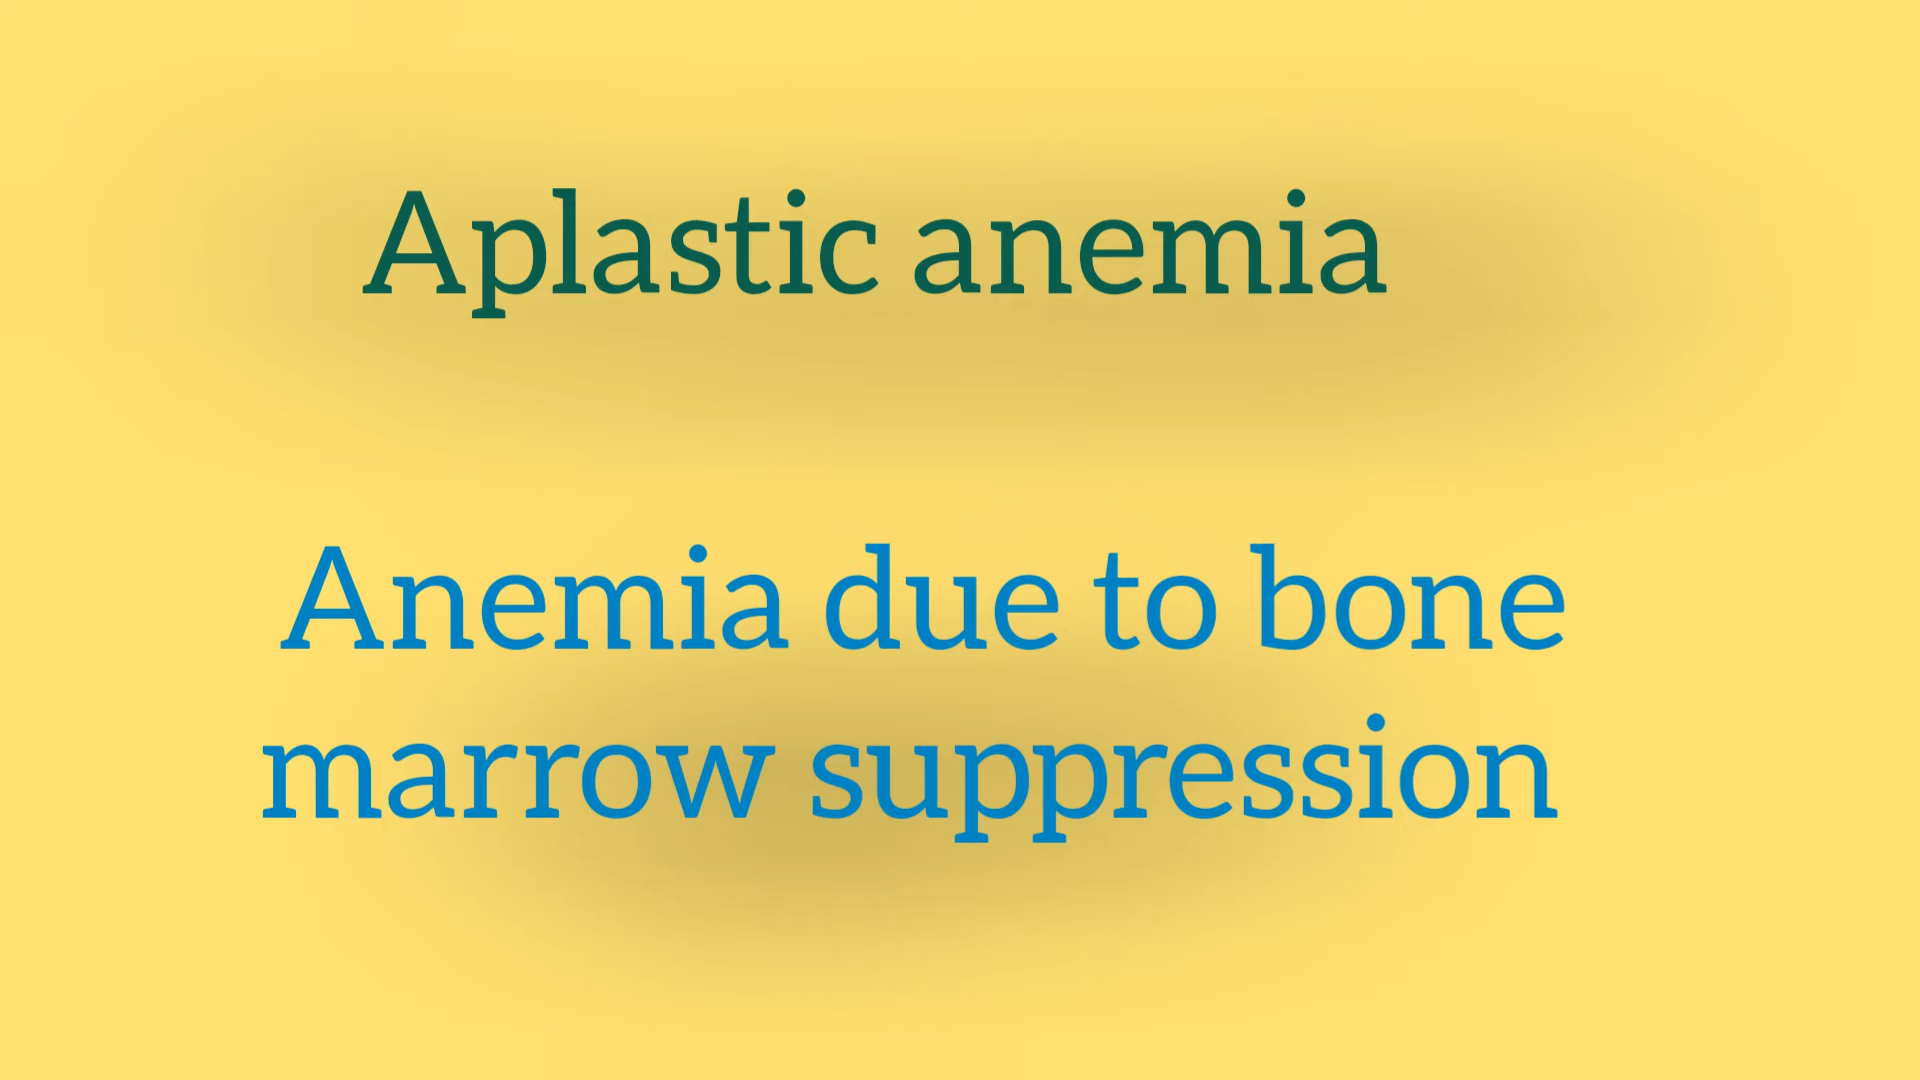 Aplastic anemia
Anemia due to bone
marrow suppression